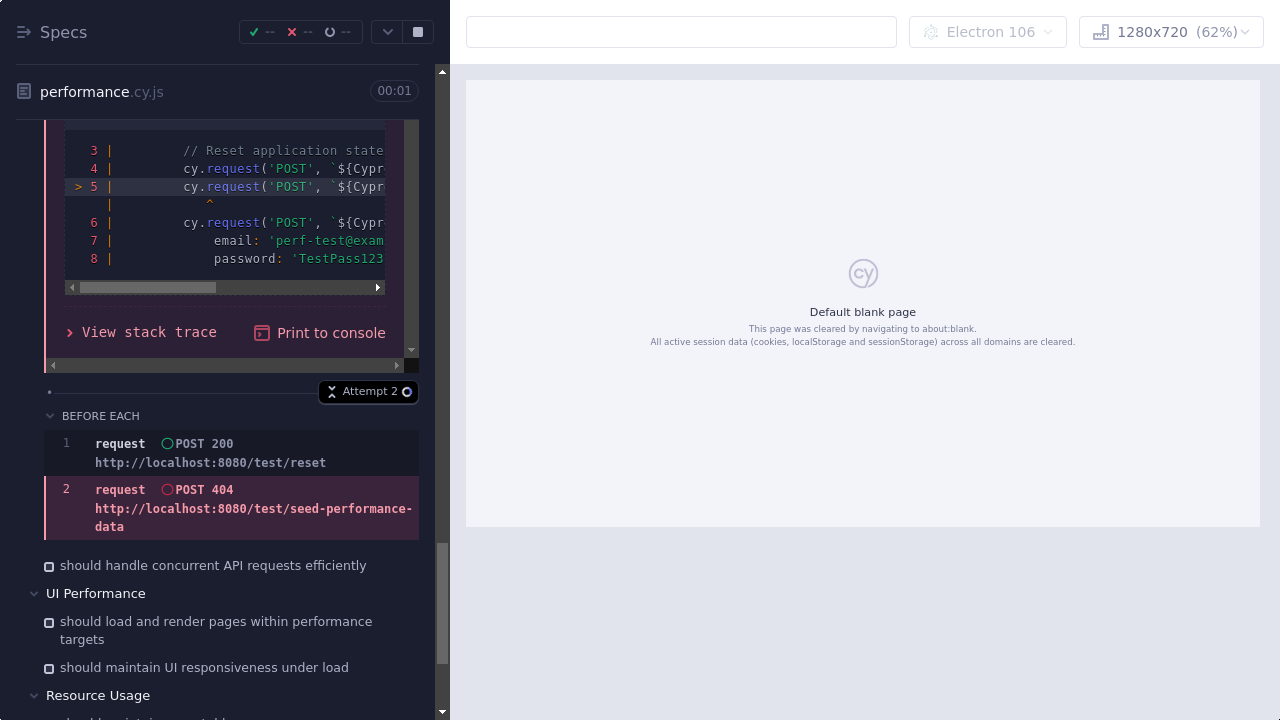 Specs
--
--
--
Electron 106
1280x720 (62%)
performance.cy.js
00:01
3 | // Reset application state
4 | cy.request('POST', `${Cypr
> 5 | cy.request('POST', `${Cypr
| ^
6 | cy.request('POST', `${Cypr
7 | email: 'perf-test@exam
8 | password: 'TestPass123
View stack trace
Print to console
Attempt 2
BEFORE EACH
1 request POST 200
http://localhost:8080/test/reset
2 request POST 404
http://localhost:8080/test/seed-performance-
data
should handle concurrent API requests efficiently
UI Performance
should load and render pages within performance
targets
should maintain UI responsiveness under load
Resource Usage
cy
Default blank page
This page was cleared by navigating to about:blank.
All active session data (cookies, localStorage and sessionStorage) across all domains are cleared.